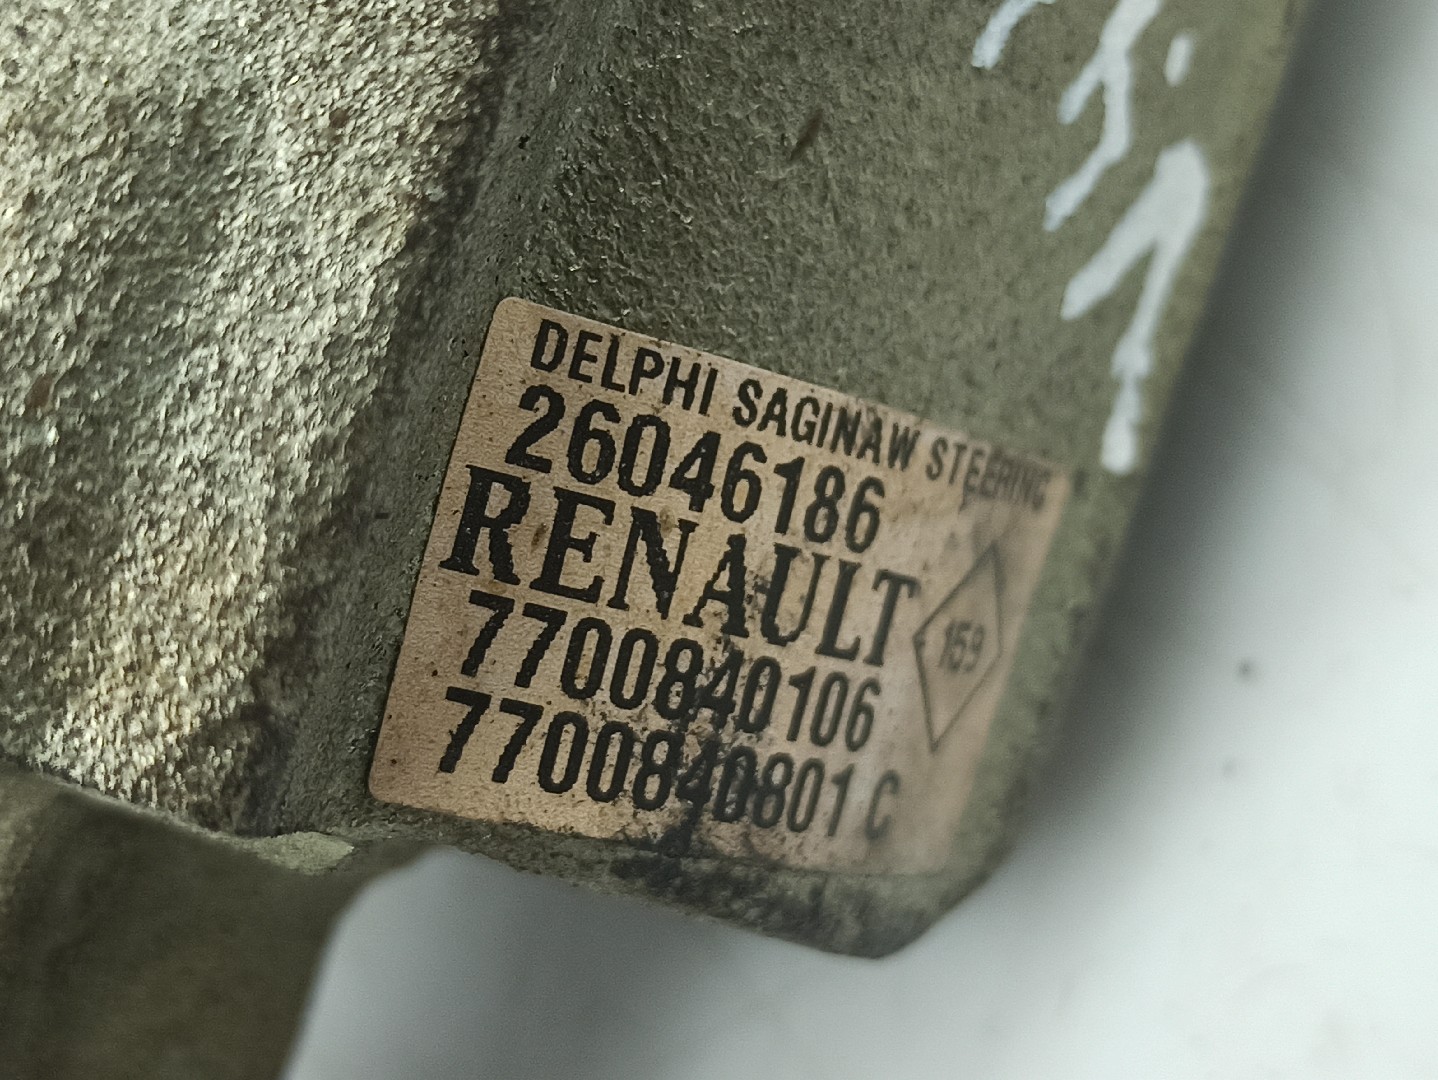 DELPHI SAGINAW STEERING
26046186
RENAULT
159
7700840106
7700840801 C